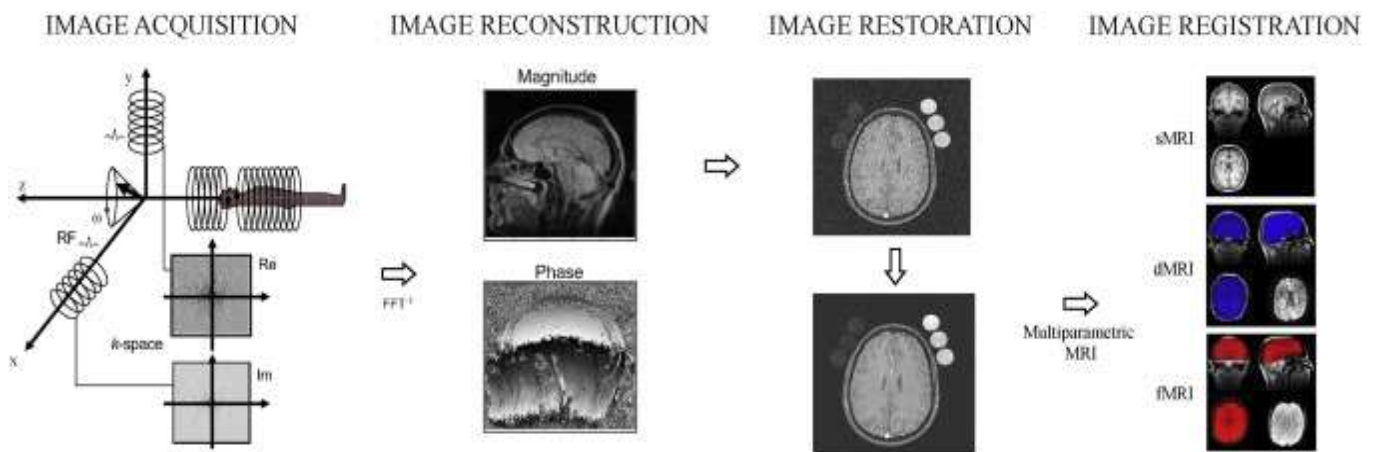 IMAGE ACQUISITION
IMAGE RECONSTRUCTION
IMAGE RESTORATION
IMAGE REGISTRATION
y
z
ω
RF
x
k-space
Re
Im
FFT⁻¹
Magnitude
Phase
Multiparametric
MRI
sMRI
dMRI
fMRI